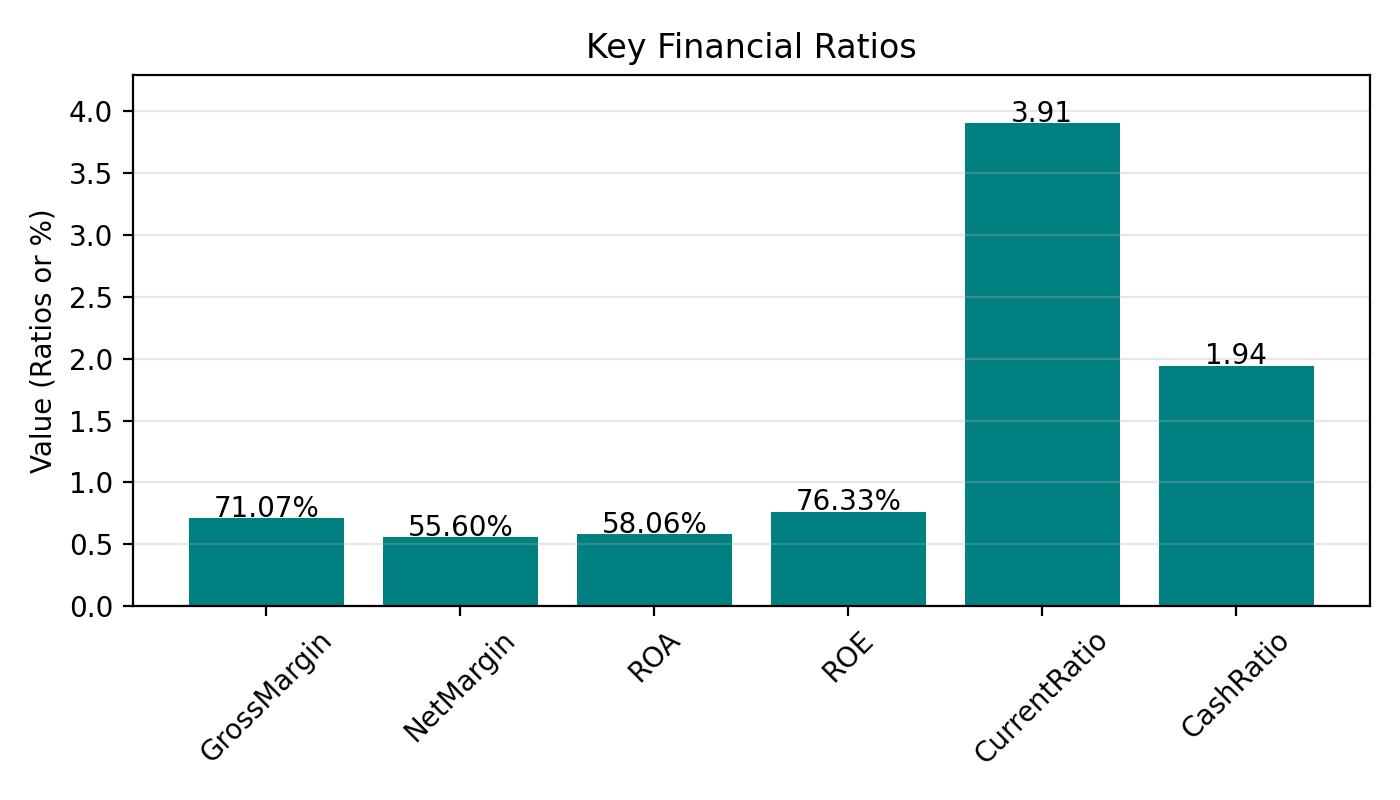 Key Financial Ratios
Value (Ratios or %)
4.0
3.5
3.0
2.5
2.0
1.5
1.0
0.5
0.0
71.07%
55.60%
58.06%
76.33%
3.91
1.94
GrossMargin
NetMargin
ROA
ROE
CurrentRatio
CashRatio